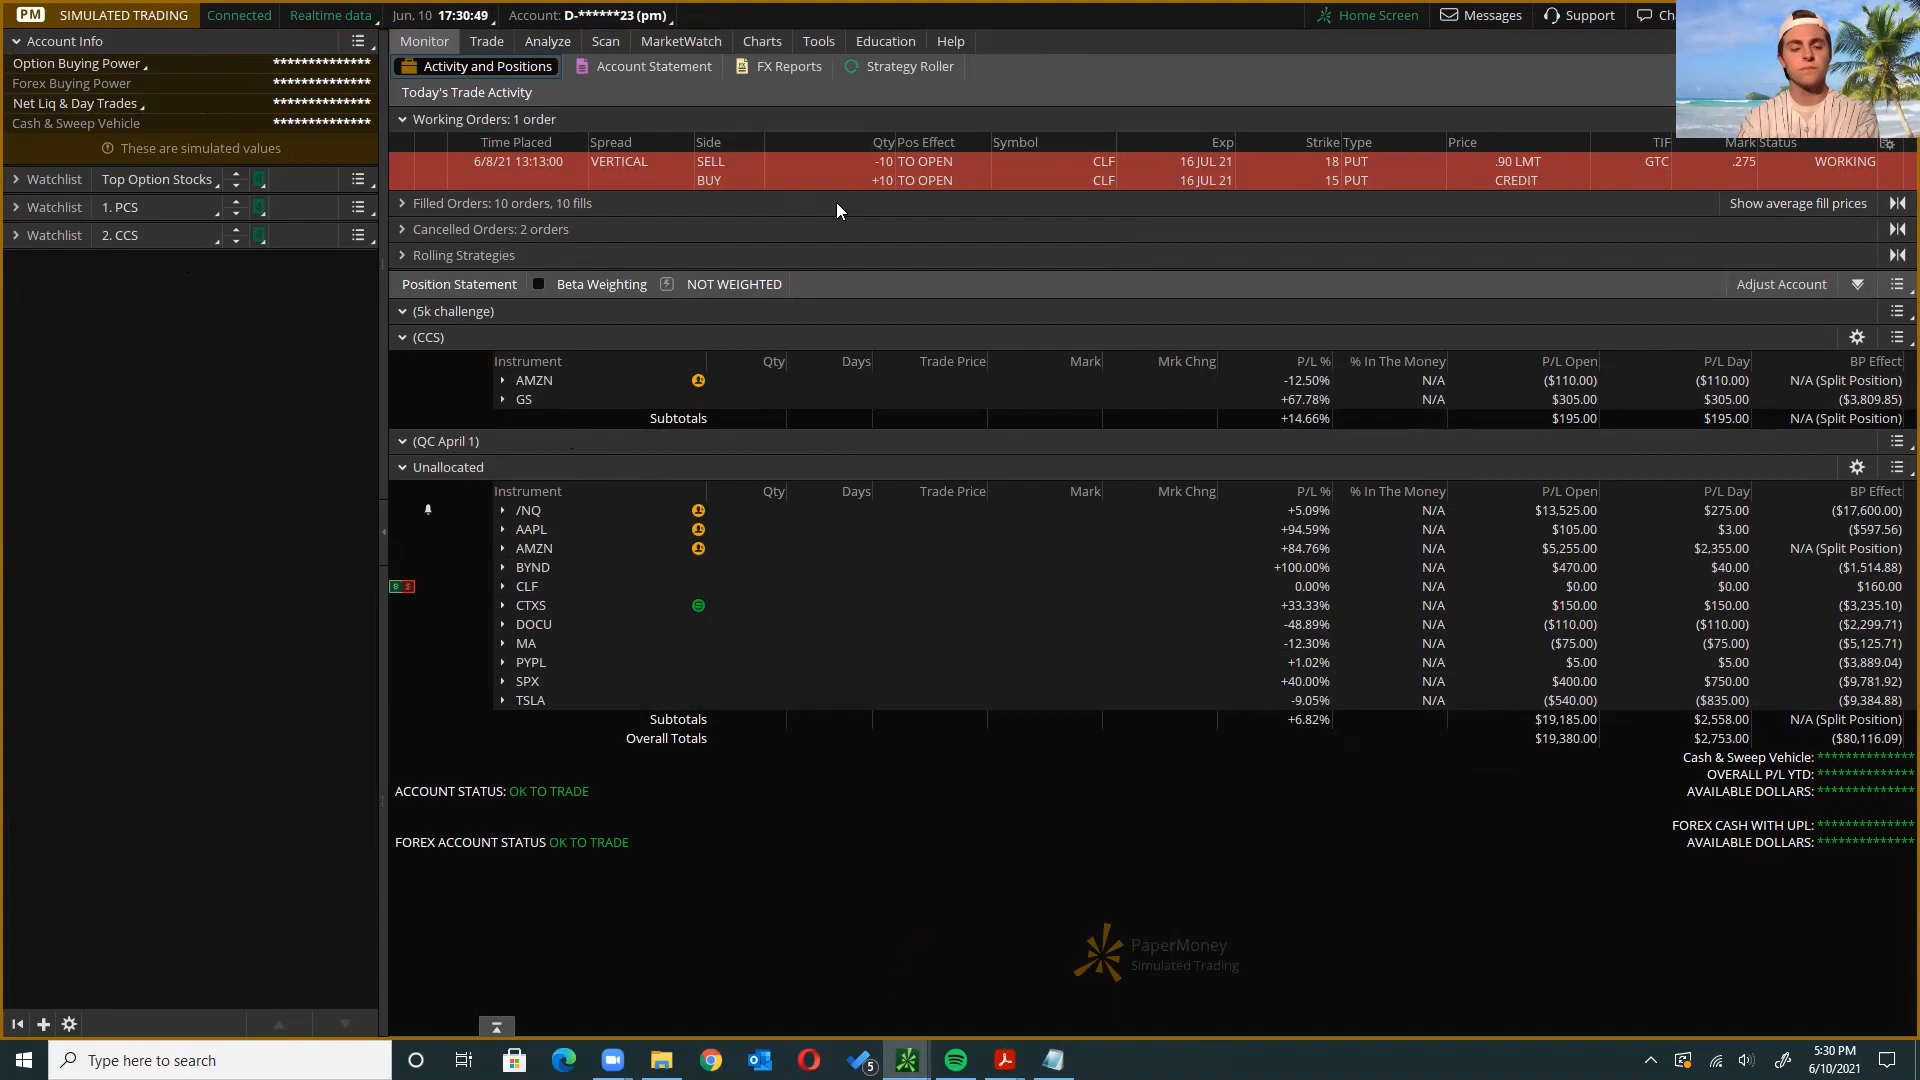 PM SIMULATED TRADING Connected Realtime data Jun, 10 17:30:49 Account: D-******23 (pm) Home Screen Messages Support
Account Info
Option Buying Power **************
Forex Buying Power **************
Net Liq & Day Trades **************
Cash & Sweep Vehicle **************
These are simulated values
Watchlist Top Option Stocks
Watchlist 1. PCS
Watchlist 2. CCS
Monitor Trade Analyze Scan MarketWatch Charts Tools Education Help
Activity and Positions Account Statement FX Reports Strategy Roller
Today's Trade Activity
Working Orders: 1 order
Time Placed Spread Side Qty Pos Effect Symbol Exp Strike Type Price TIF Mark Status
6/8/21 13:13:00 VERTICAL SELL -10 TO OPEN CLF 16 JUL 21 18 PUT .90 LMT GTC .275 WORKING
BUY +10 TO OPEN CLF 16 JUL 21 15 PUT CREDIT
Filled Orders: 10 orders, 10 fills Show average fill prices
Cancelled Orders: 2 orders
Rolling Strategies
Position Statement Beta Weighting NOT WEIGHTED Adjust Account
(5k challenge)
(CCS)
Instrument Qty Days Trade Price Mark Mrk Chng P/L % % In The Money P/L Open P/L Day BP Effect
AMZN -12.50% N/A ($110.00) ($110.00) N/A (Split Position)
GS +67.78% N/A $305.00 $305.00 ($3,809.85)
Subtotals +14.66% $195.00 $195.00 N/A (Split Position)
(QC April 1)
Unallocated
Instrument Qty Days Trade Price Mark Mrk Chng P/L % % In The Money P/L Open P/L Day BP Effect
/NQ +5.09% N/A $13,525.00 $275.00 ($17,600.00)
AAPL +94.59% N/A $105.00 $3.00 ($597.56)
AMZN +84.76% N/A $5,255.00 $2,355.00 N/A (Split Position)
BYND +100.00% N/A $470.00 $40.00 ($1,514.88)
B S CLF 0.00% N/A $0.00 $0.00 $160.00
CTXS +33.33% N/A $150.00 $150.00 ($3,235.10)
DOCU -48.89% N/A ($110.00) ($110.00) ($2,299.71)
MA -12.30% N/A ($75.00) ($75.00) ($5,125.71)
PYPL +1.02% N/A $5.00 $5.00 ($3,889.04)
SPX +40.00% N/A $400.00 $750.00 ($9,781.92)
TSLA -9.05% N/A ($540.00) ($835.00) ($9,384.88)
Subtotals +6.82% $19,185.00 $2,558.00 N/A (Split Position)
Overall Totals $19,380.00 $2,753.00 ($80,116.09)
Cash & Sweep Vehicle: **************
OVERALL P/L YTD: **************
ACCOUNT STATUS: OK TO TRADE AVAILABLE DOLLARS: **************
FOREX CASH WITH UPL: **************
FOREX ACCOUNT STATUS OK TO TRADE AVAILABLE DOLLARS: **************
PaperMoney
Simulated Trading
Type here to search 5 5:30 PM
6/10/2021